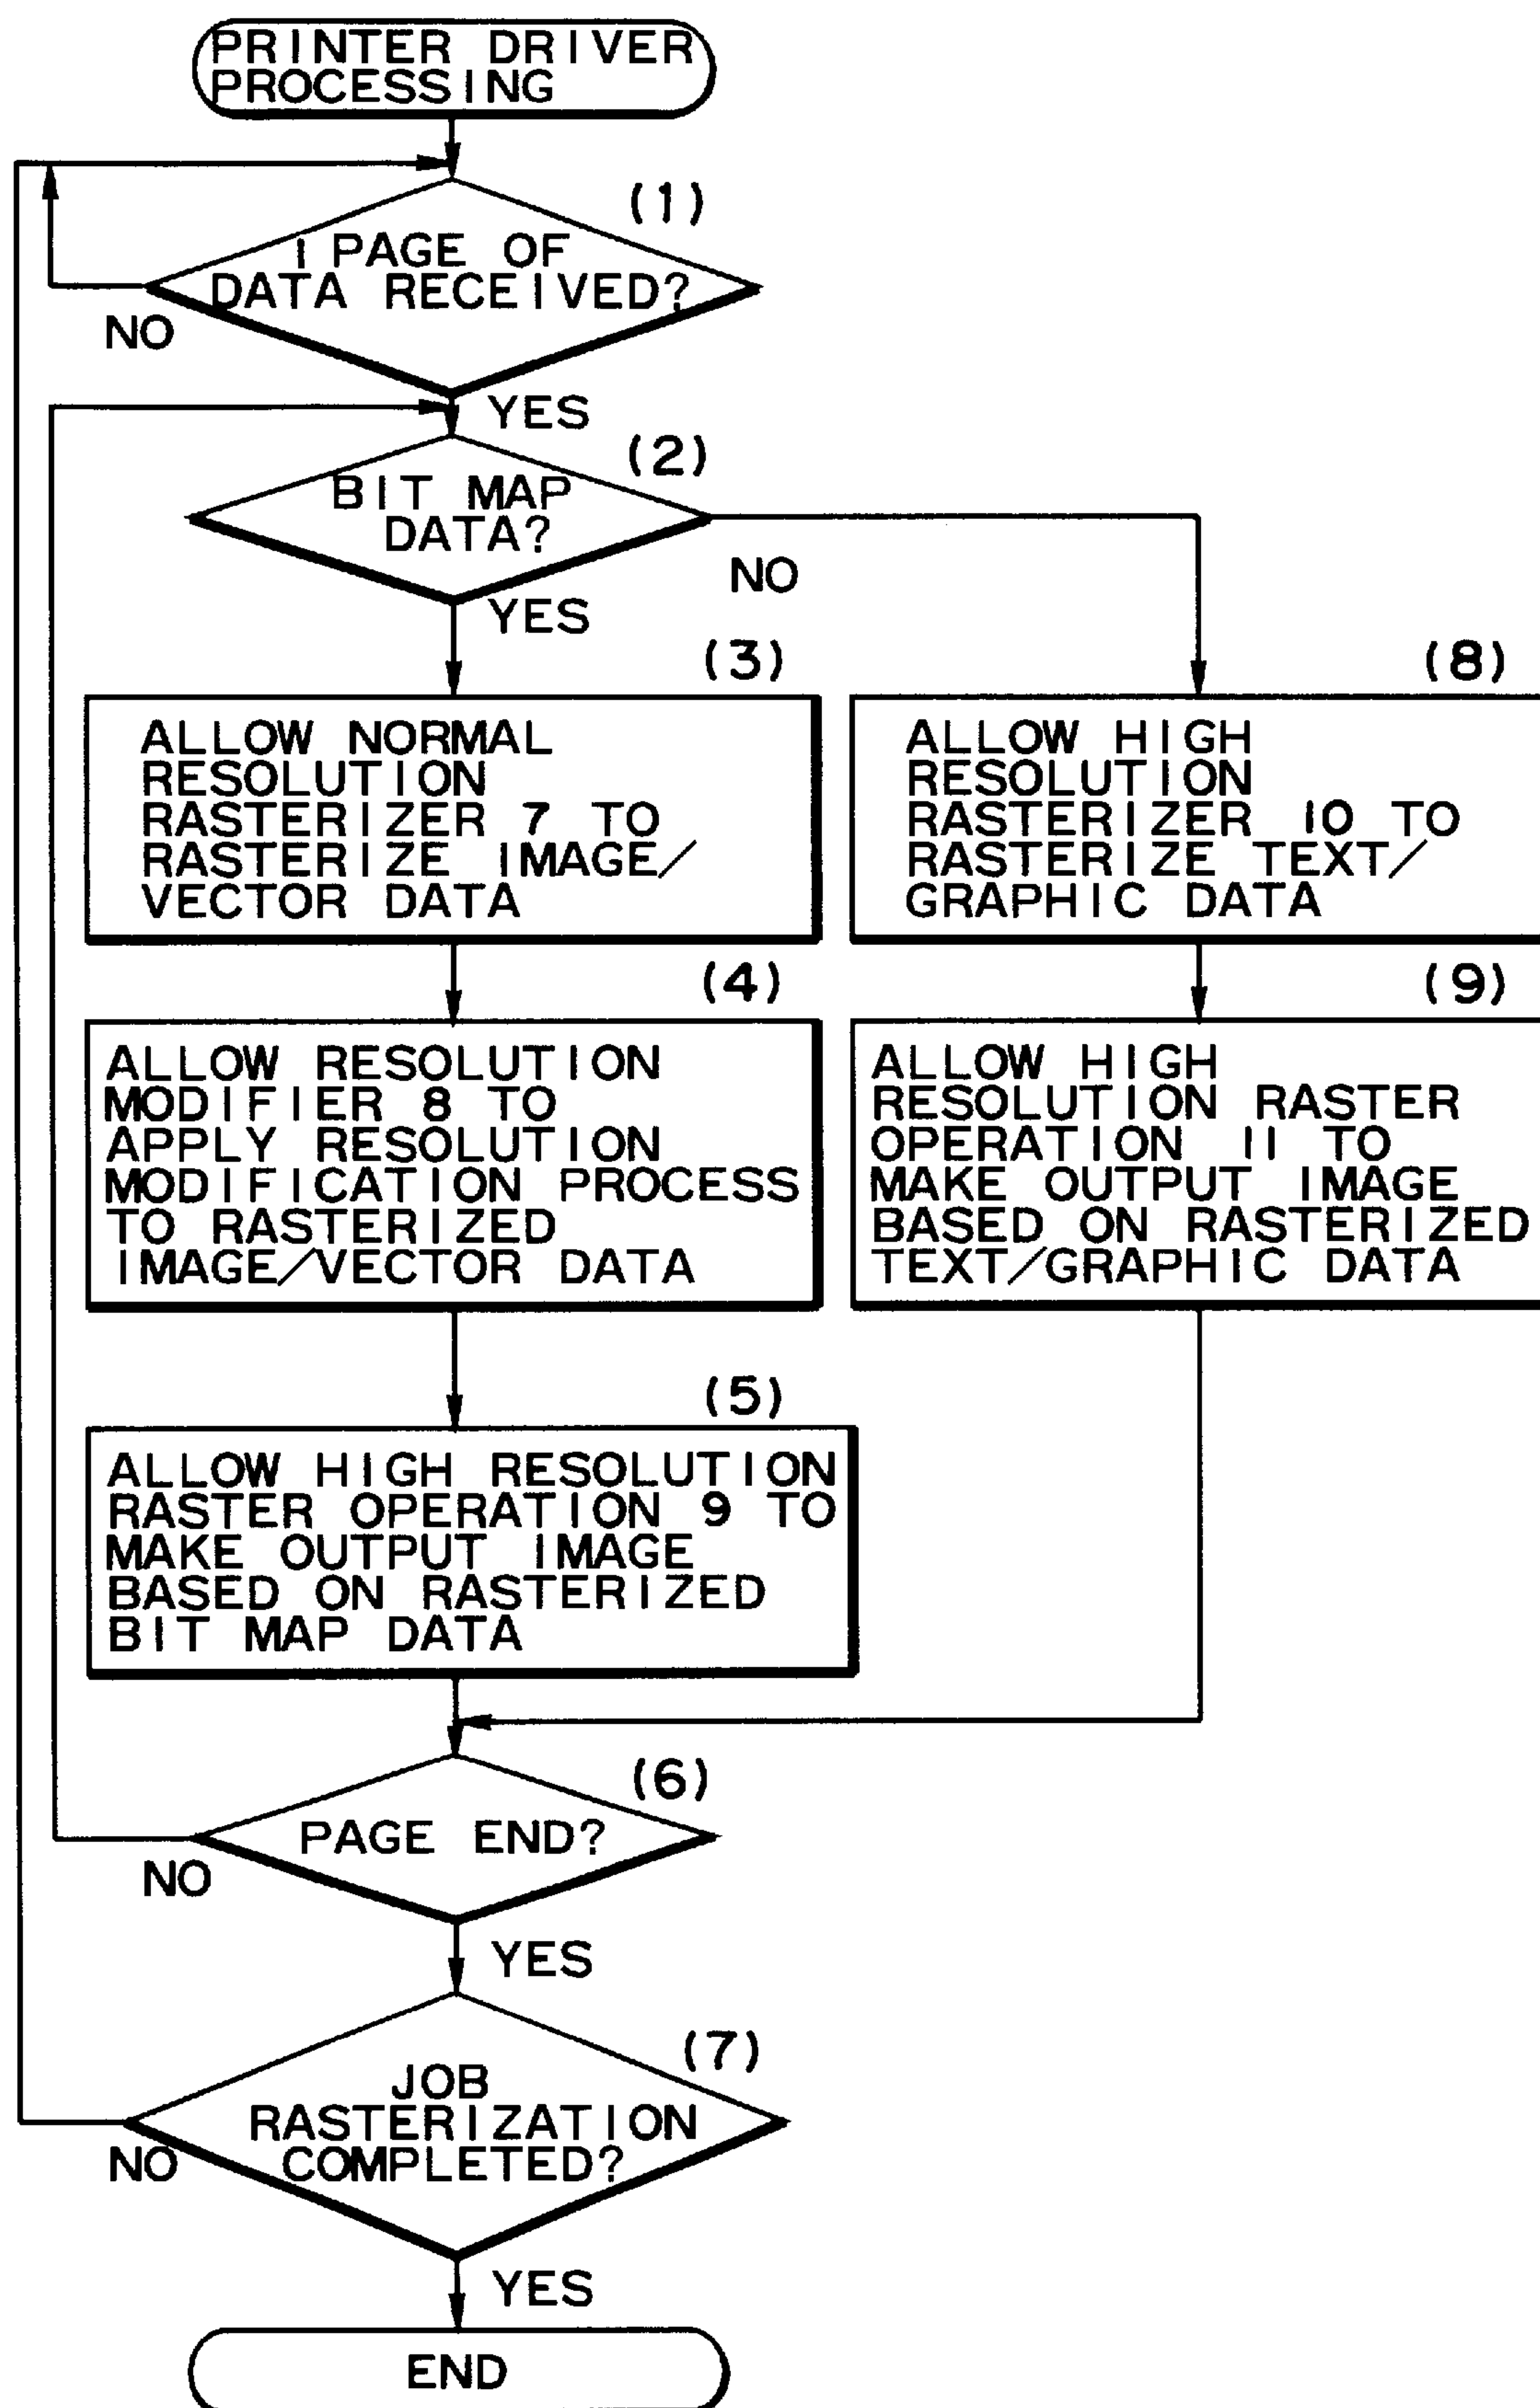 PRINTER DRIVER
PROCESSING
(1)
1 PAGE OF
DATA RECEIVED?
NO
YES
(2)
BIT MAP
DATA?
NO
YES
(3)
ALLOW NORMAL
RESOLUTION
RASTERIZER 7 TO
RASTERIZE IMAGE/
VECTOR DATA
(8)
ALLOW HIGH
RESOLUTION
RASTERIZER 10 TO
RASTERIZE TEXT/
GRAPHIC DATA
(4)
ALLOW RESOLUTION
MODIFIER 8 TO
APPLY RESOLUTION
MODIFICATION PROCESS
TO RASTERIZED
IMAGE/VECTOR DATA
(9)
ALLOW HIGH
RESOLUTION RASTER
OPERATION 11 TO
MAKE OUTPUT IMAGE
BASED ON RASTERIZED
TEXT/GRAPHIC DATA
(5)
ALLOW HIGH RESOLUTION
RASTER OPERATION 9 TO
MAKE OUTPUT IMAGE
BASED ON RASTERIZED
BIT MAP DATA
(6)
PAGE END?
NO
YES
(7)
JOB
RASTERIZATION
COMPLETED?
NO
YES
END